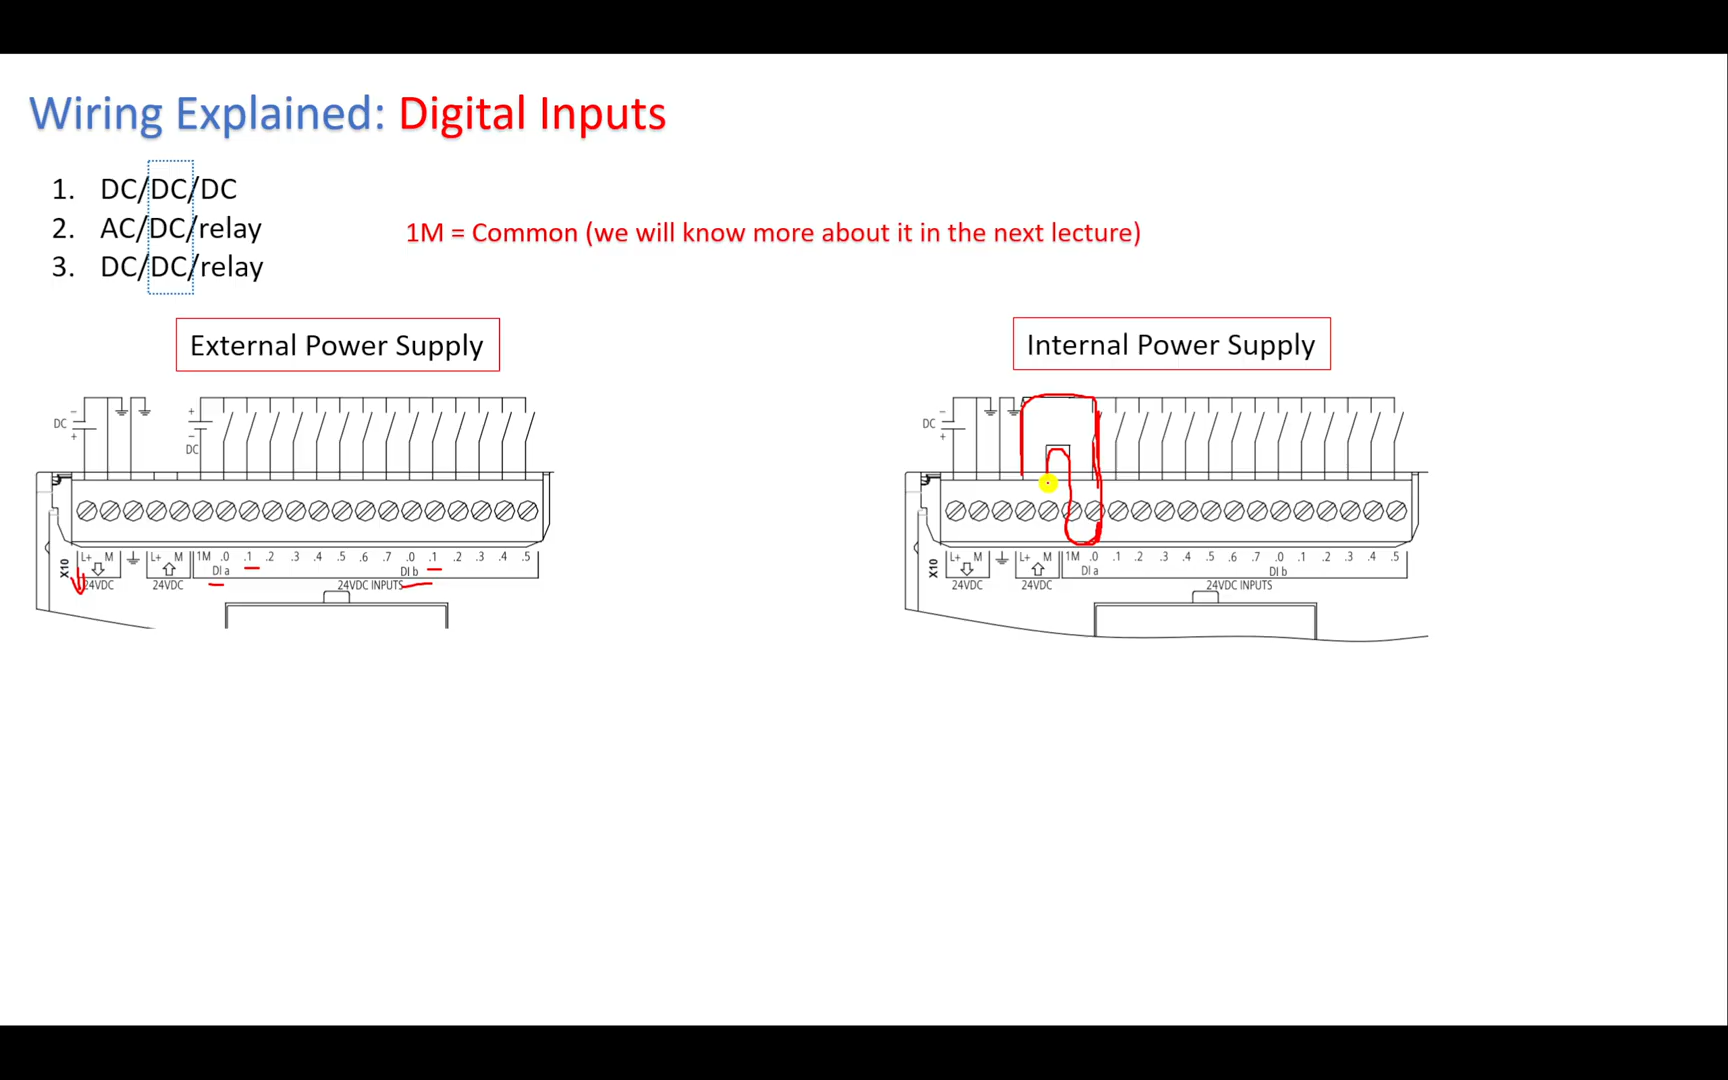 Wiring Explained: Digital Inputs
1. DC/DC/DC
2. AC/DC/relay
3. DC/DC/relay
1M = Common (we will know more about it in the next lecture)
External Power Supply
DC − +
+ − DC
X10 L+ M L+ M 1M .0 .1 .2 .3 .4 .5 .6 .7 .0 .1 .2 .3 .4 .5
DI a DI b
24VDC 24VDC 24VDC INPUTS
Internal Power Supply
DC − +
X10 L+ M L+ M 1M .0 .1 .2 .3 .4 .5 .6 .7 .0 .1 .2 .3 .4 .5
DI a DI b
24VDC 24VDC 24VDC INPUTS